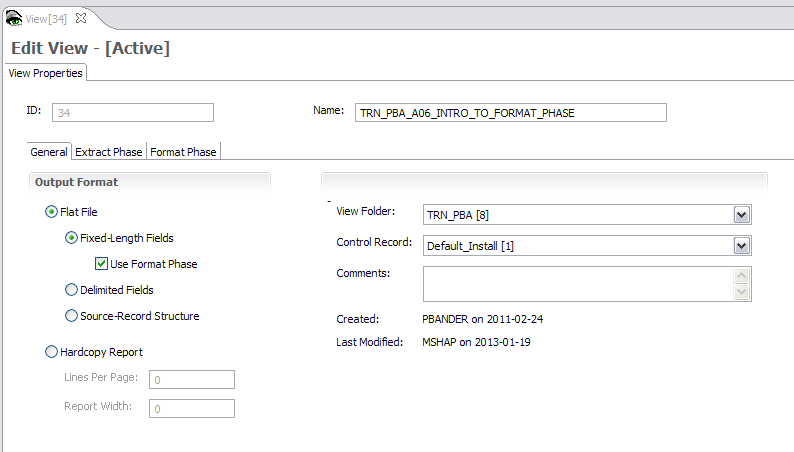 View[34]
Edit View - [Active]
View Properties
ID: 34 Name: TRN_PBA_A06_INTRO_TO_FORMAT_PHASE
General Extract Phase Format Phase
Output Format
Flat File
Fixed-Length Fields
Use Format Phase
Delimited Fields
Source-Record Structure
Hardcopy Report
Lines Per Page: 0
Report Width: 0
-
View Folder: TRN_PBA [8]
Control Record: Default_Install [1]
Comments:
Created: PBANDER on 2011-02-24
Last Modified: MSHAP on 2013-01-19